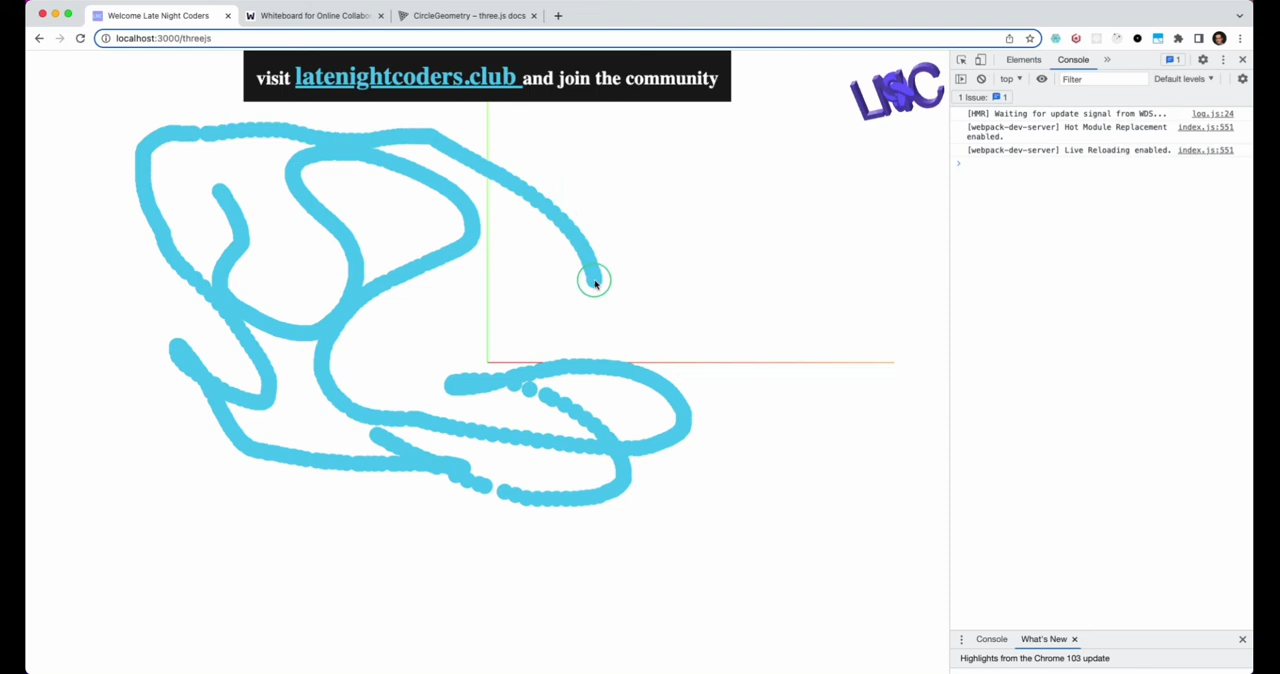 Welcome Late Night Coders
Whiteboard for Online Collabo
CircleGeometry – three.js docs
localhost:3000/threejs
visit latenightcoders.club and join the community
LNC
Elements
Console
1
top
Filter
Default levels
1 Issue: 1
[HMR] Waiting for update signal from WDS... log.js:24
[webpack-dev-server] Hot Module Replacement index.js:551
enabled.
[webpack-dev-server] Live Reloading enabled. index.js:551
Console
What's New
Highlights from the Chrome 103 update